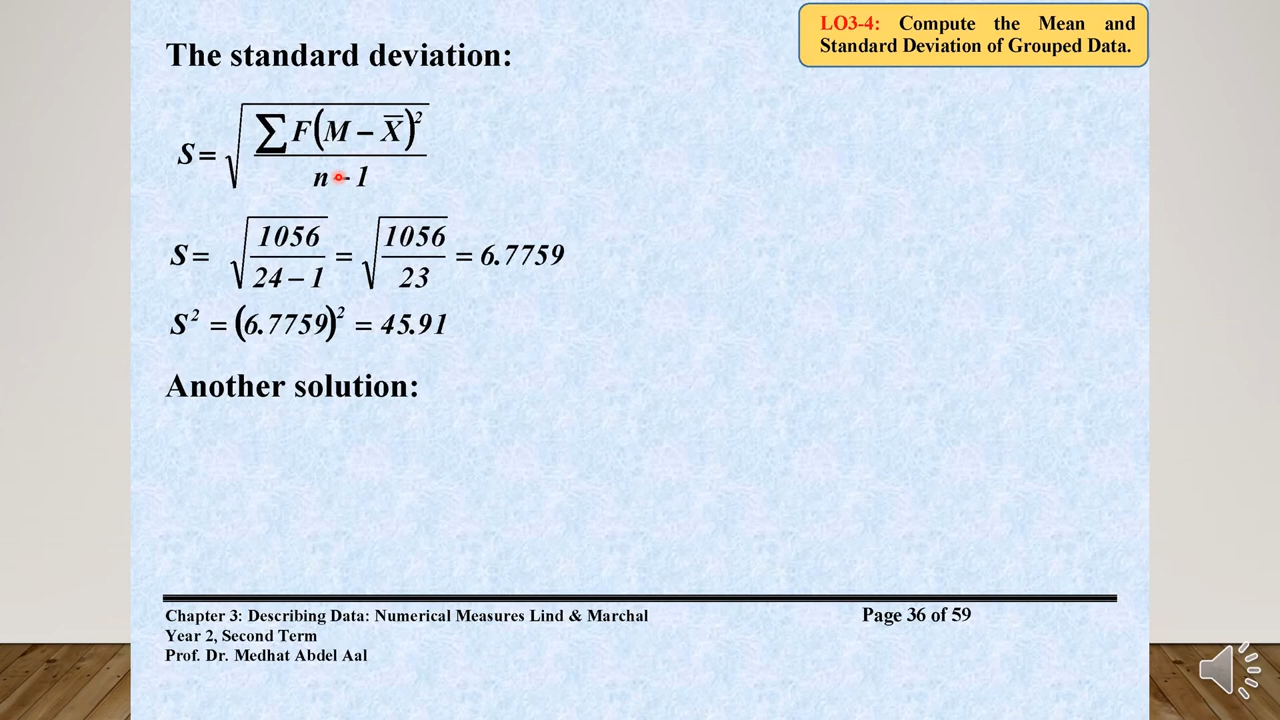 LO3-4: Compute the Mean and
Standard Deviation of Grouped Data.
The standard deviation:
S = √(∑F(M – X̅)² / n - 1)
S = √(1056 / 24 – 1) = √(1056 / 23) = 6.7759
S² = (6.7759)² = 45.91
Another solution:
Chapter 3: Describing Data: Numerical Measures Lind & Marchal Page 36 of 59
Year 2, Second Term
Prof. Dr. Medhat Abdel Aal